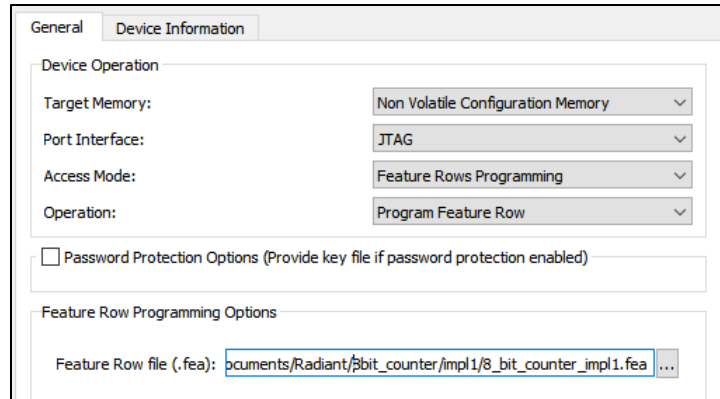 General Device Information
Device Operation
Target Memory: Non Volatile Configuration Memory
Port Interface: JTAG
Access Mode: Feature Rows Programming
Operation: Program Feature Row
Password Protection Options (Provide key file if password protection enabled)
Feature Row Programming Options
Feature Row file (.fea): ocuments/Radiant/8bit_counter/impl1/8_bit_counter_impl1.fea ...